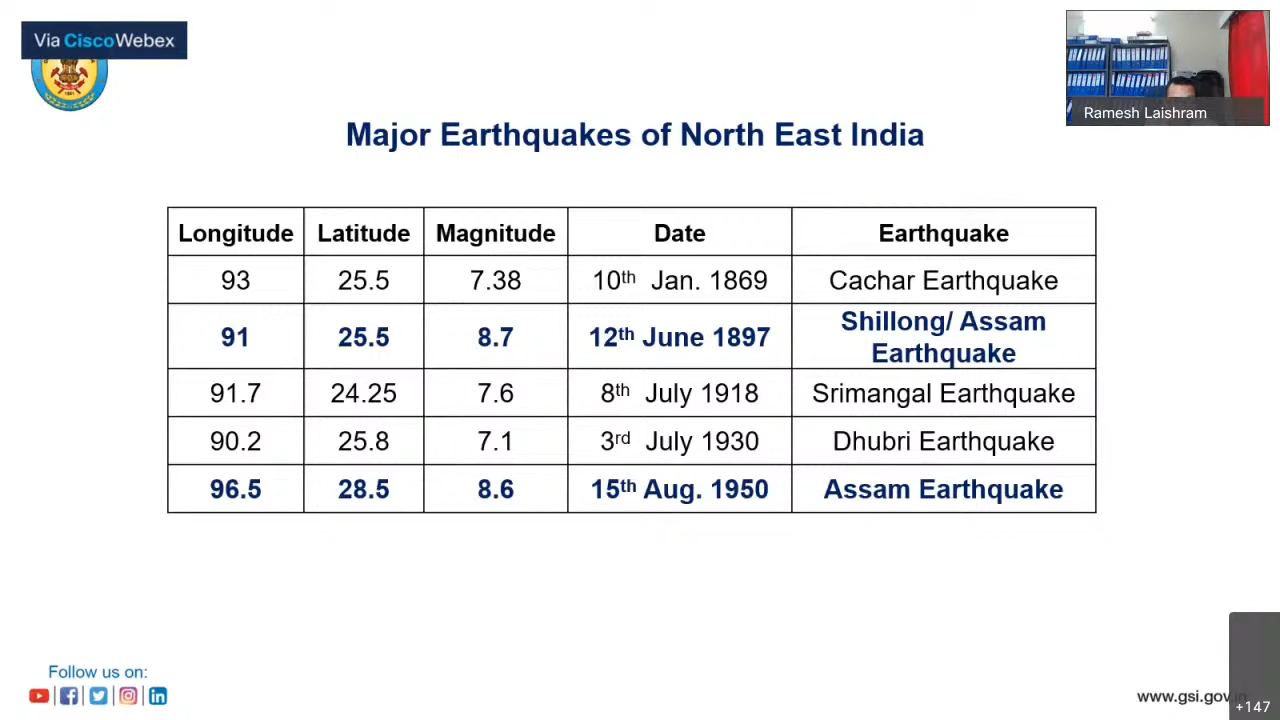 Via CiscoWebex
Ramesh Laishram
Major Earthquakes of North East India
Longitude Latitude Magnitude Date Earthquake
93 25.5 7.38 10th Jan. 1869 Cachar Earthquake
91 25.5 8.7 12th June 1897 Shillong/ Assam
Earthquake
91.7 24.25 7.6 8th July 1918 Srimangal Earthquake
90.2 25.8 7.1 3rd July 1930 Dhubri Earthquake
96.5 28.5 8.6 15th Aug. 1950 Assam Earthquake
Follow us on:
www.gsi.gov.in
+147